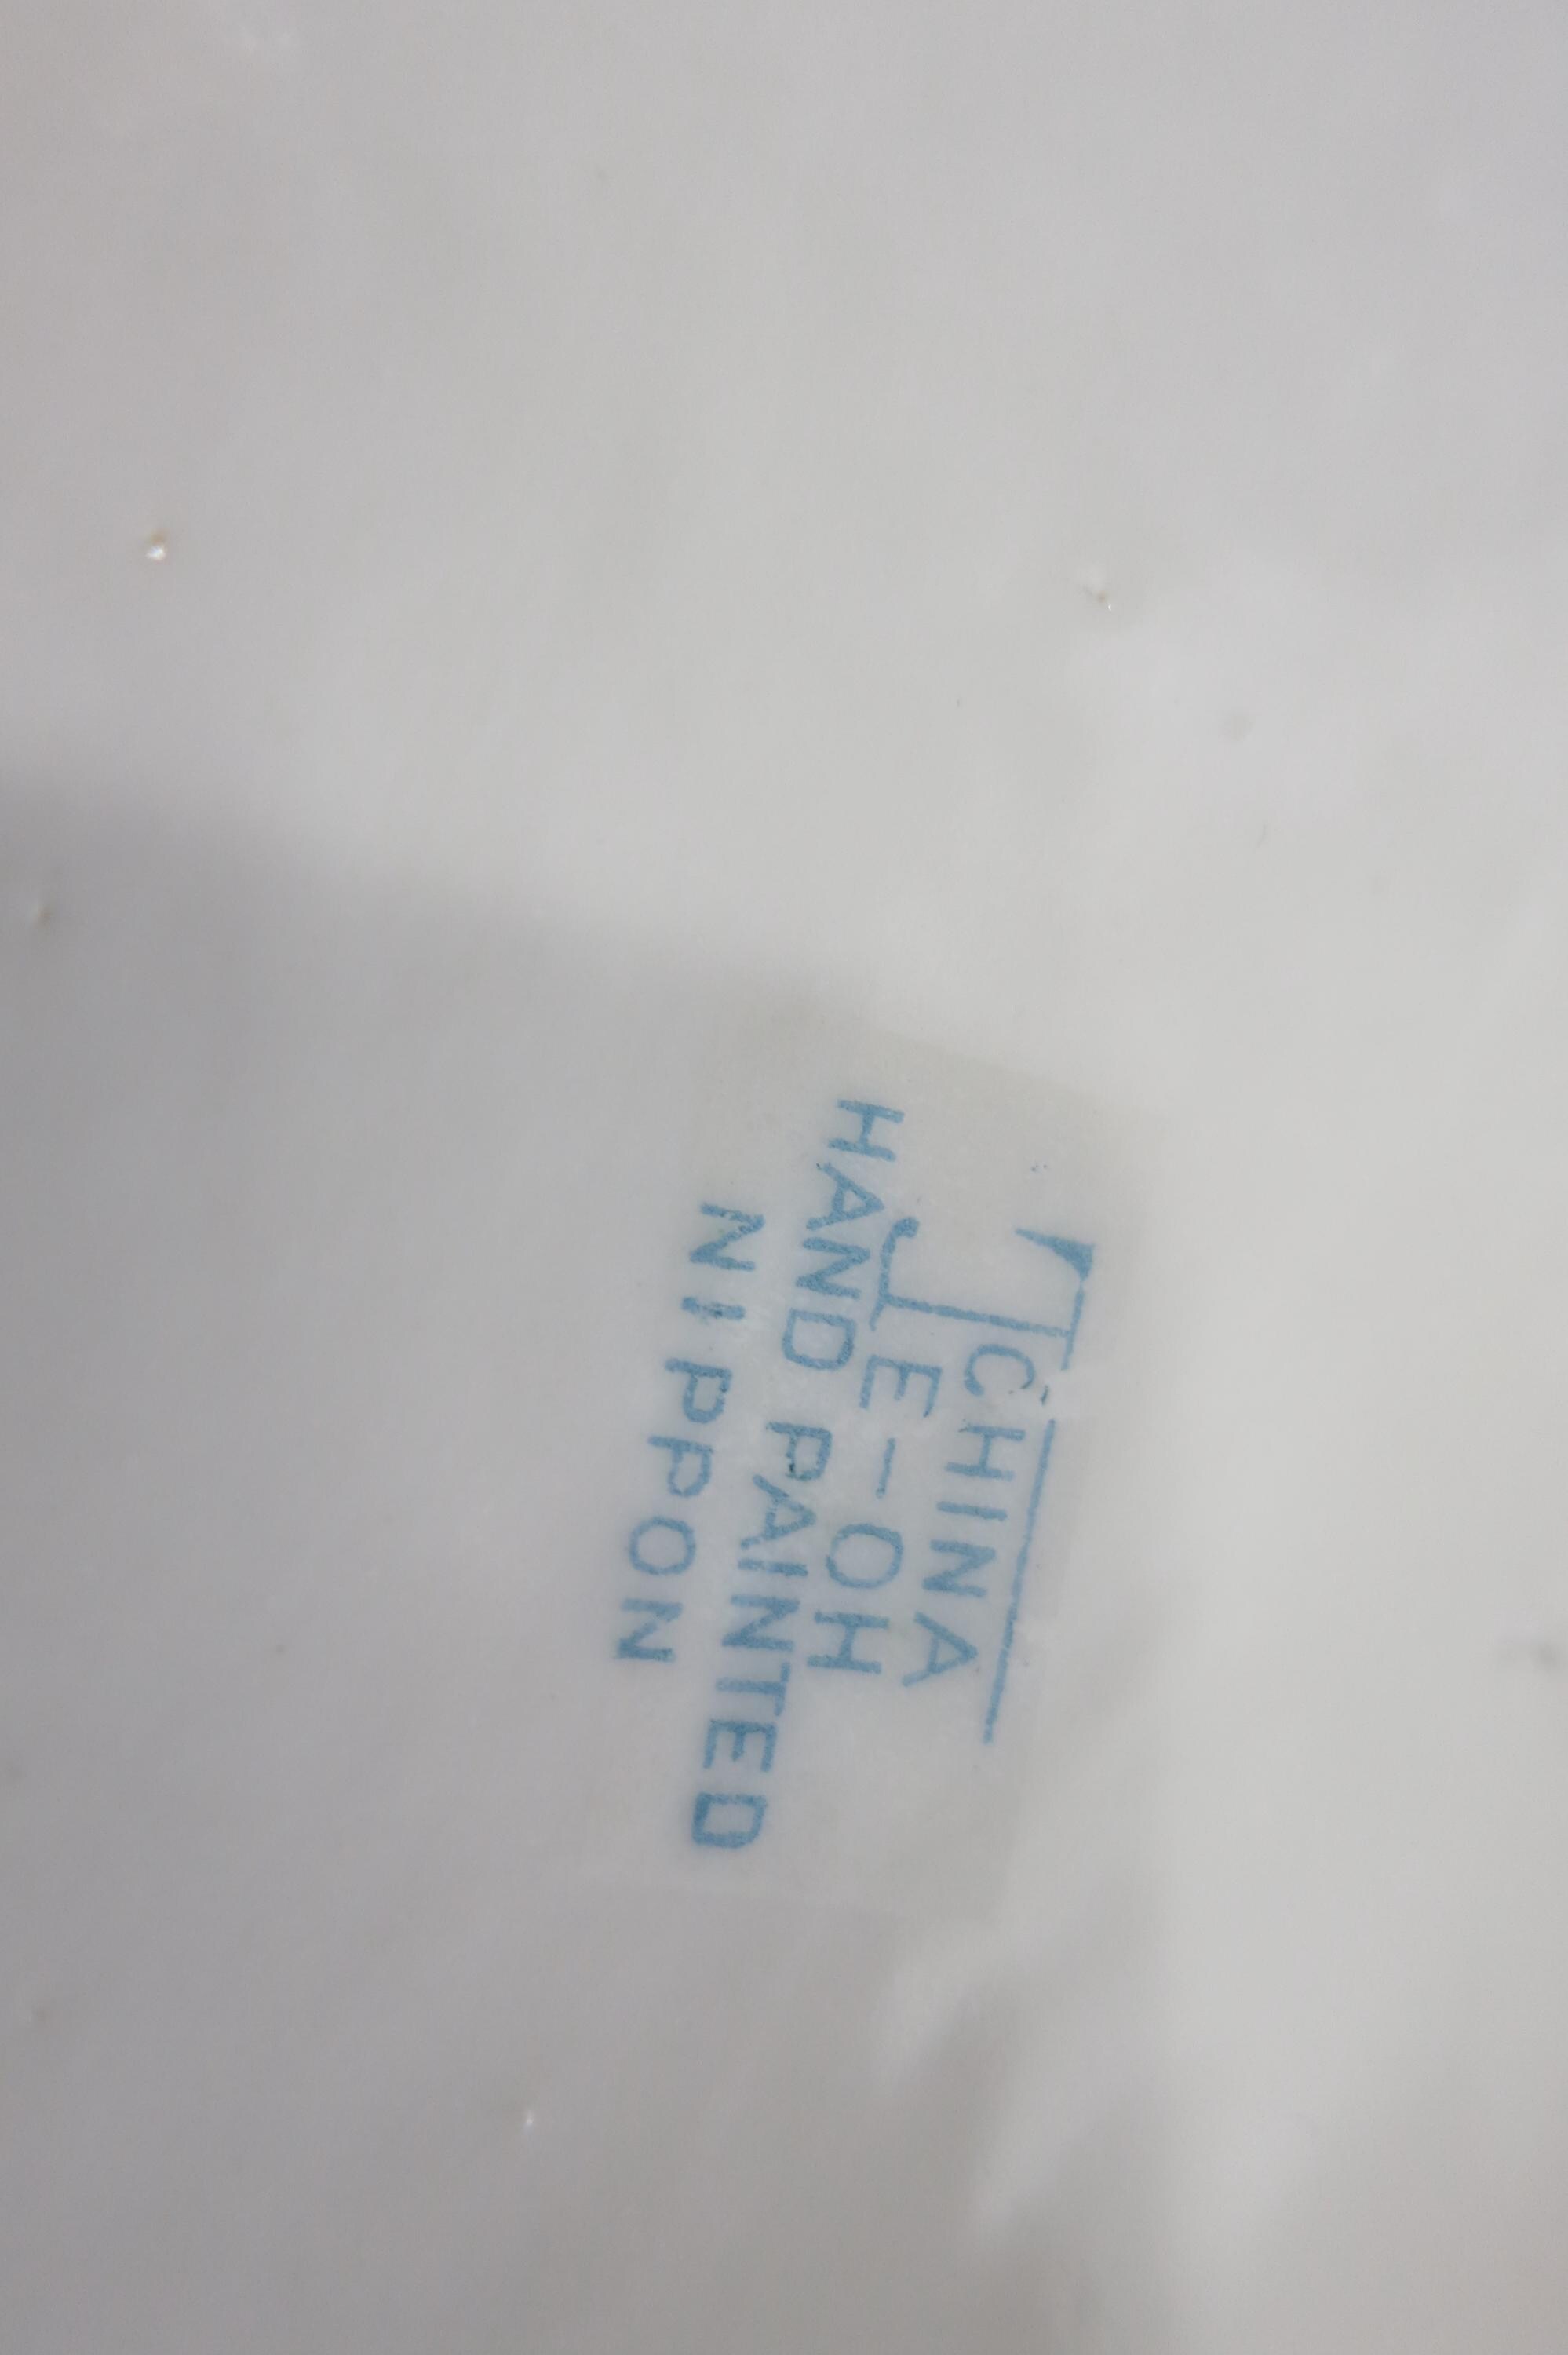 CHINA
E-OH
HAND PAINTED
NIPPON